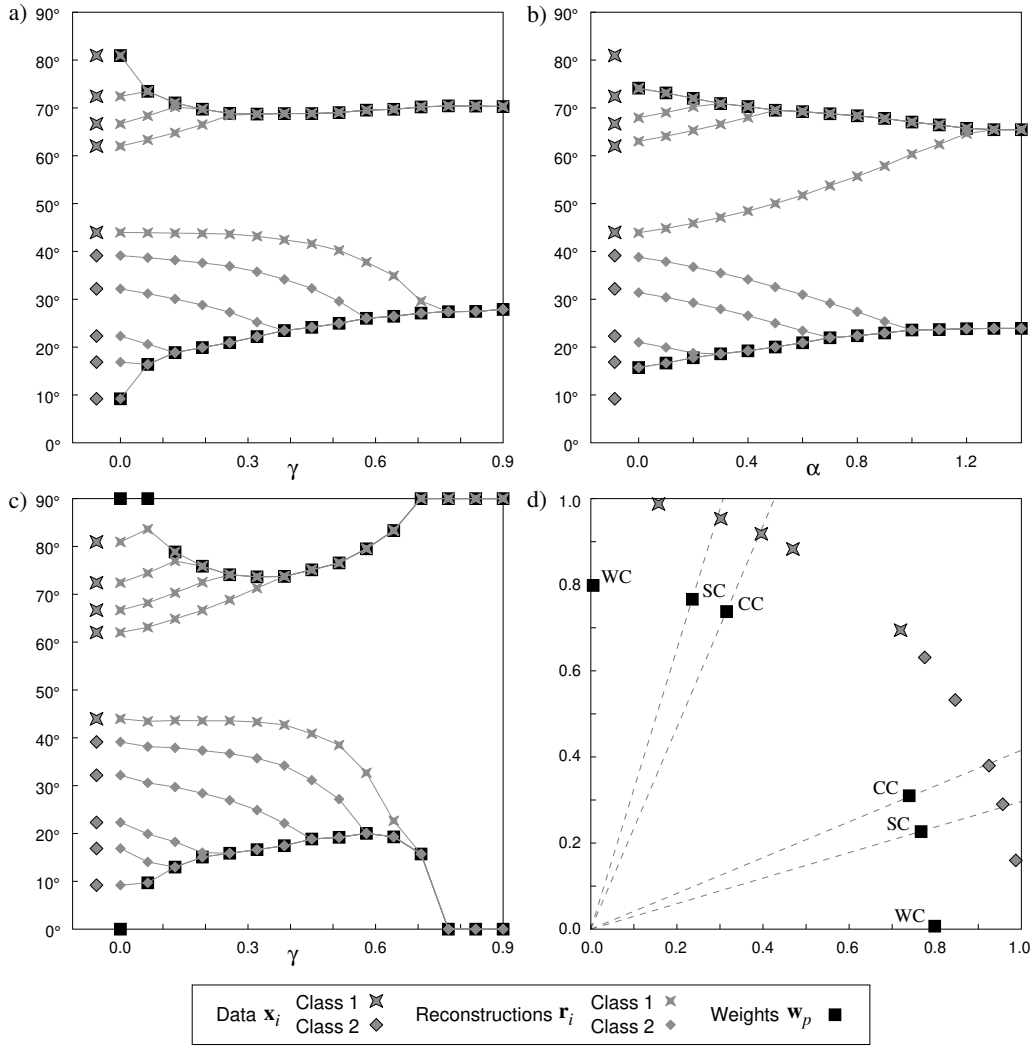 a)
90°
80°
70°
60°
50°
40°
30°
20°
10°
0°
0.0 0.3 0.6 0.9
γ
b)
90°
80°
70°
60°
50°
40°
30°
20°
10°
0°
0.0 0.4 0.8 1.2
α
c)
90°
80°
70°
60°
50°
40°
30°
20°
10°
0°
0.0 0.3 0.6 0.9
γ
d)
1.0
0.8
0.6
0.4
0.2
0.0
WC
SC
CC
CC
SC
WC
0.0 0.2 0.4 0.6 0.8 1.0
Data x_i Class 1 Class 2
Reconstructions r_i Class 1 Class 2
Weights w_p